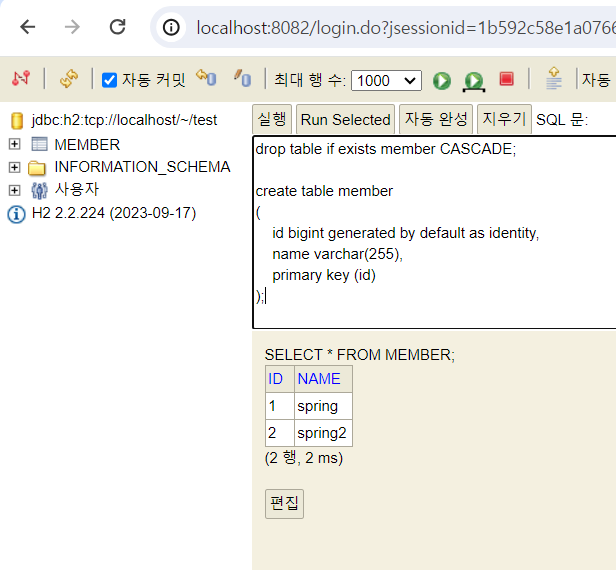 localhost:8082/login.do?jsessionid=1b592c58e1a076
자동 커밋 최대 행 수: 1000 자동
jdbc:h2:tcp://localhost/~/test
MEMBER
INFORMATION_SCHEMA
사용자
H2 2.2.224 (2023-09-17)
실행 Run Selected 자동 완성 지우기 SQL 문:
drop table if exists member CASCADE;
create table member
(
id bigint generated by default as identity,
name varchar(255),
primary key (id)
);
SELECT * FROM MEMBER;
ID NAME
1 spring
2 spring2
(2 행, 2 ms)
편집